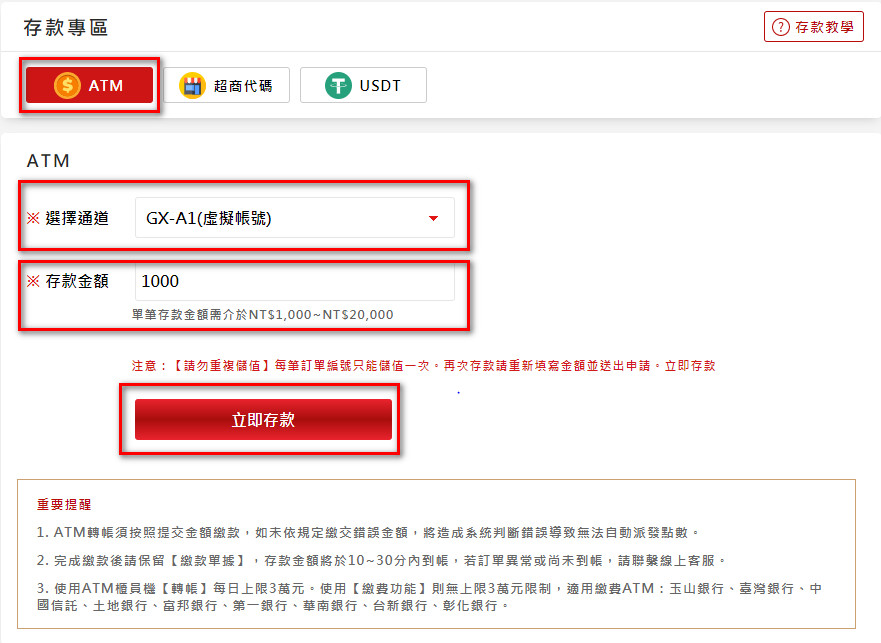 存款專區
? 存款教學
$ ATM
超商代碼
USDT
ATM
※ 選擇通道 GX-A1(虛擬帳號)
※ 存款金額 1000
單筆存款金額需介於NT$1,000~NT$20,000
注意：【請勿重複儲值】每筆訂單編號只能儲值一次。再次存款請重新填寫金額並送出申請。立即存款
立即存款
重要提醒
1. ATM轉帳須按照提交金額繳款，如未依規定繳交錯誤金額，將造成系統判斷錯誤導致無法自動派發點數。
2. 完成繳款後請保留【繳款單據】，存款金額將於10~30分內到帳，若訂單異常或尚未到帳，請聯繫線上客服。
3. 使用ATM櫃員機【轉帳】每日上限3萬元。使用【繳費功能】則無上限3萬元限制，適用繳費ATM：玉山銀行、臺灣銀行、中
國信託、土地銀行、富邦銀行、第一銀行、華南銀行、台新銀行、彰化銀行。